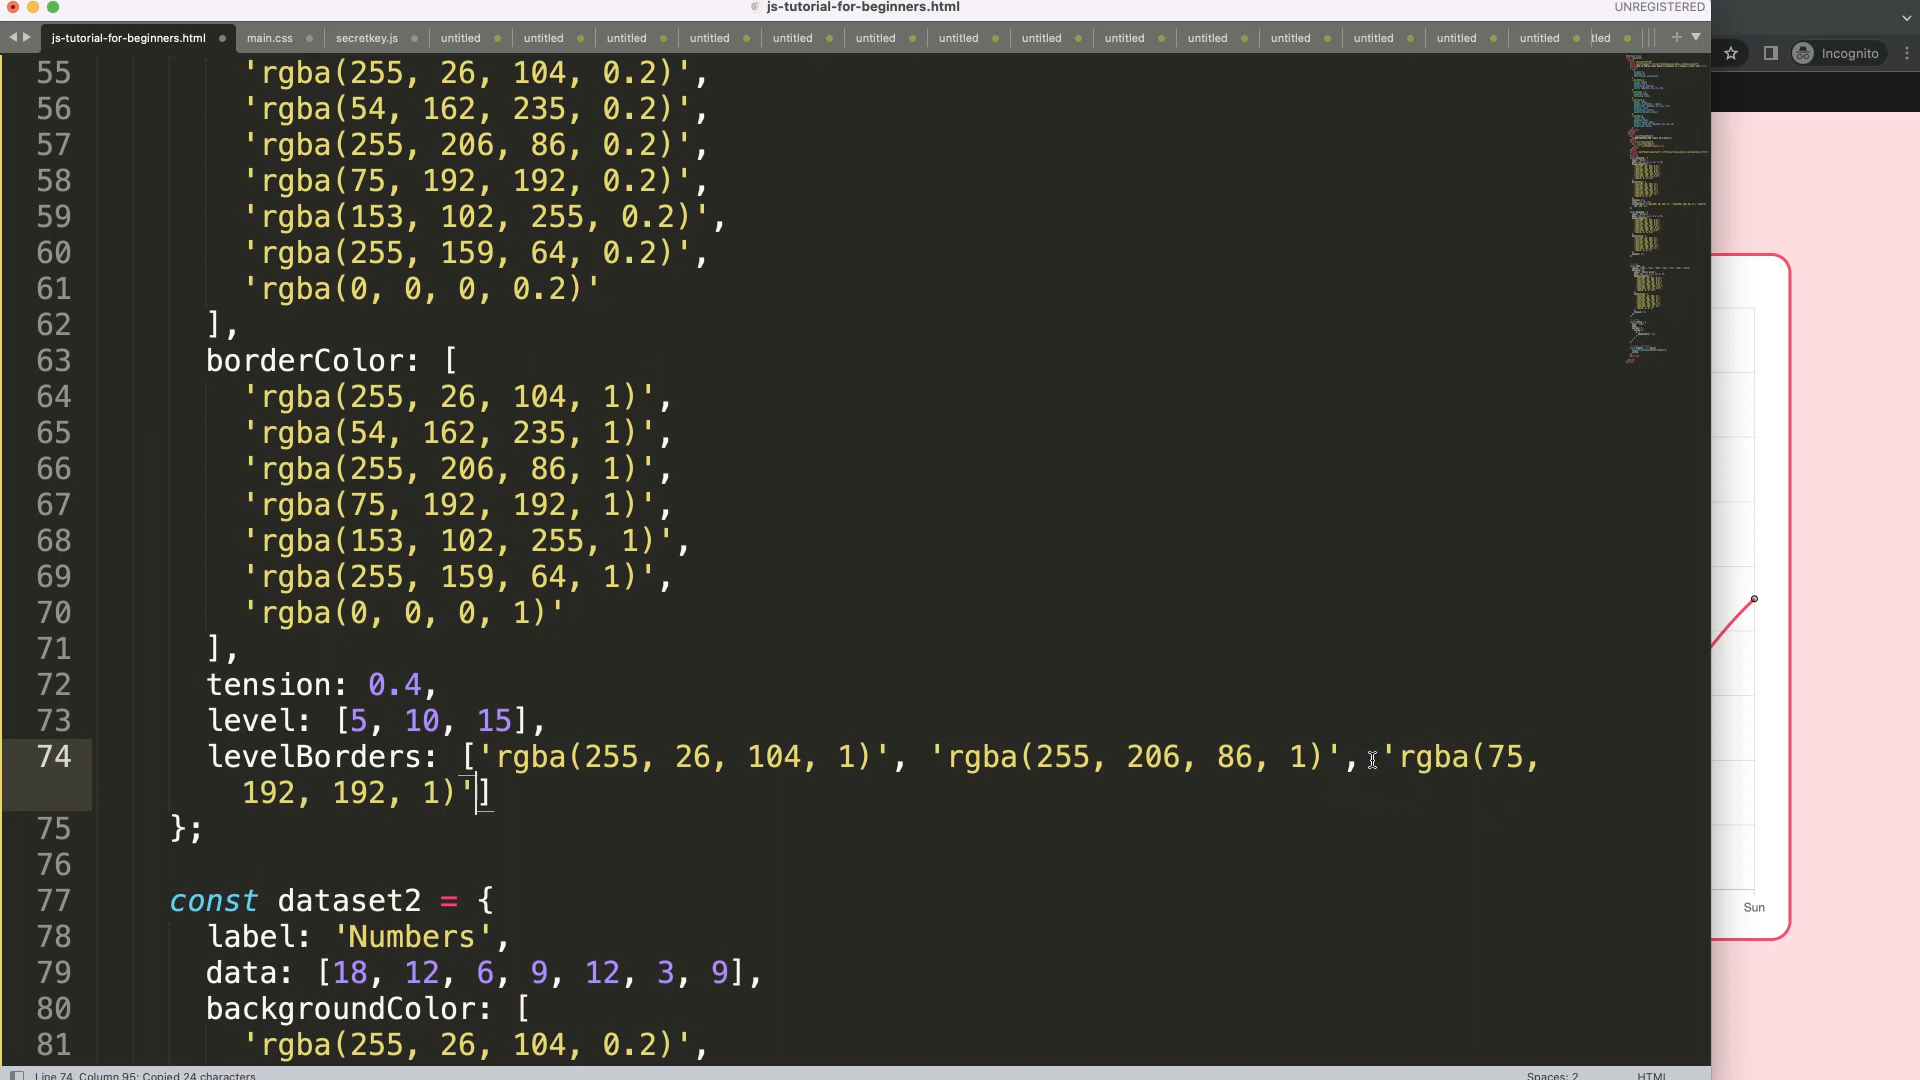 js-tutorial-for-beginners.html
UNREGISTERED
js-tutorial-for-beginners.html main.css secretkey.js untitled untitled untitled untitled untitled untitled untitled untitled untitled untitled untitled untitled untitled untitled tled
Incognito
55 'rgba(255, 26, 104, 0.2)',
56 'rgba(54, 162, 235, 0.2)',
57 'rgba(255, 206, 86, 0.2)',
58 'rgba(75, 192, 192, 0.2)',
59 'rgba(153, 102, 255, 0.2)',
60 'rgba(255, 159, 64, 0.2)',
61 'rgba(0, 0, 0, 0.2)'
62 ],
63 borderColor: [
64 'rgba(255, 26, 104, 1)',
65 'rgba(54, 162, 235, 1)',
66 'rgba(255, 206, 86, 1)',
67 'rgba(75, 192, 192, 1)',
68 'rgba(153, 102, 255, 1)',
69 'rgba(255, 159, 64, 1)',
70 'rgba(0, 0, 0, 1)'
71 ],
72 tension: 0.4,
73 level: [5, 10, 15],
74 levelBorders: ['rgba(255, 26, 104, 1)', 'rgba(255, 206, 86, 1)', 'rgba(75,
192, 192, 1)']
75 };
76
77 const dataset2 = {
78 label: 'Numbers',
79 data: [18, 12, 6, 9, 12, 3, 9],
80 backgroundColor: [
81 'rgba(255, 26, 104, 0.2)',
Sun
Line 74, Column 95: Copied 24 characters
Spaces: 2
HTML